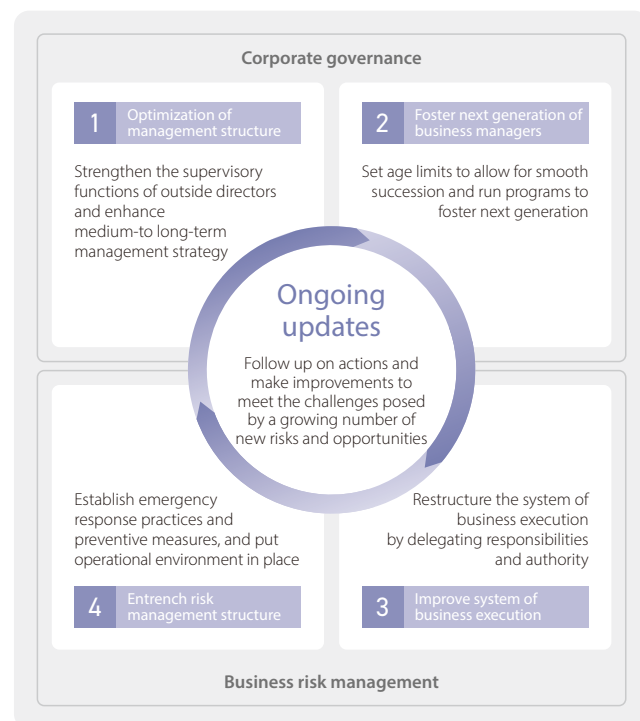 Corporate governance
1
Optimization of
management structure
Strengthen the supervisory
functions of outside directors
and enhance
medium-to long-term
management strategy
2
Foster next generation of
business managers
Set age limits to allow for smooth
succession and run programs to
foster next generation
Ongoing
updates
Follow up on actions and
make improvements to
meet the challenges posed
by a growing number of
new risks and opportunities
Establish emergency
response practices and
preventive measures, and put
operational environment in place
4
Entrench risk
management structure
Restructure the system of
business execution
by delegating responsibilities
and authority
3
Improve system of
business execution
Business risk management